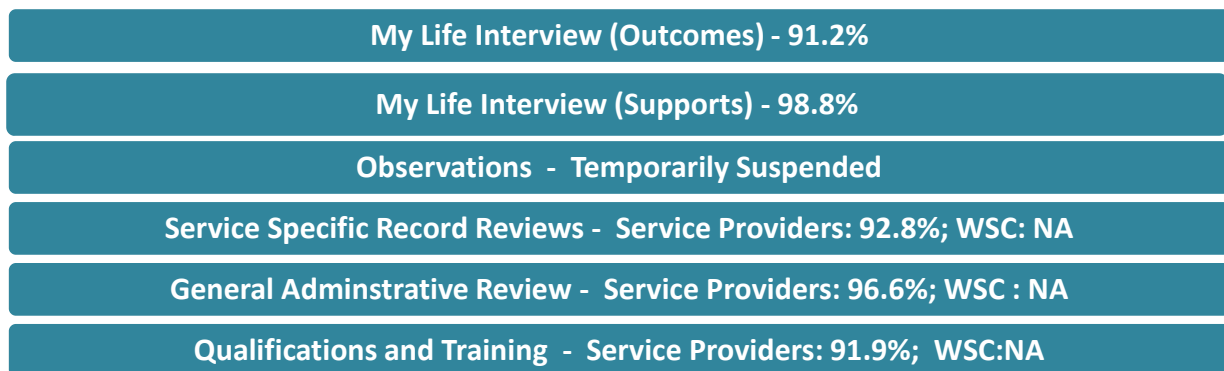 My Life Interview (Outcomes) - 91.2%
My Life Interview (Supports) - 98.8%
Observations - Temporarily Suspended
Service Specific Record Reviews - Service Providers: 92.8%; WSC: NA
General Adminstrative Review - Service Providers: 96.6%; WSC : NA
Qualifications and Training - Service Providers: 91.9%; WSC:NA